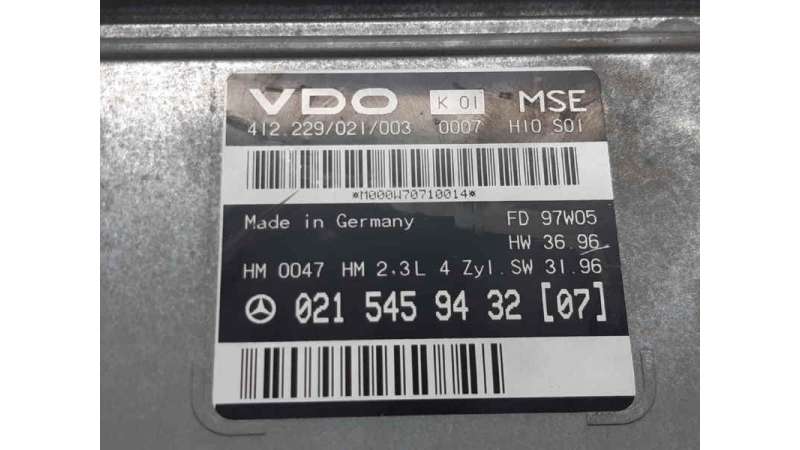 VDO K 01 MSE
412.229/021/003 0007 H10 S01
*M000W70710014*
Made in Germany FD 97W05
HW 36.96
HM 0047 HM 2.3L 4 Zyl. SW 31.96
021 545 94 32 [07]